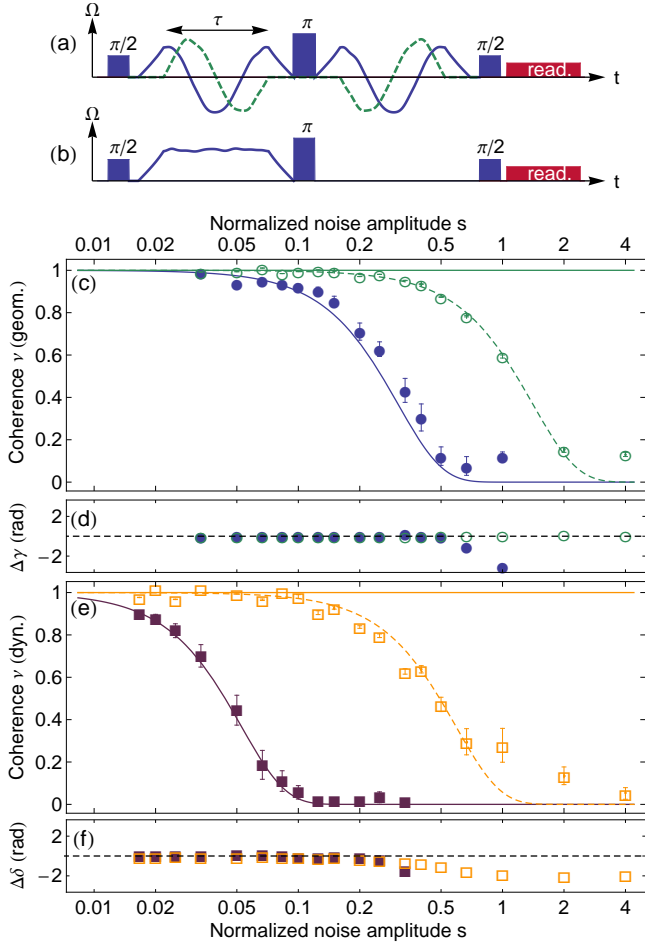 Ω
(a)
π/2
τ
π
π/2
read.
t
Ω
(b)
π/2
π
π/2
read.
t
Normalized noise amplitude s
0.01 0.02 0.05 0.1 0.2 0.5 1 2 4
(c)
Coherence ν (geom.)
1
0.8
0.6
0.4
0.2
0
(d)
Δγ (rad)
2
−2
(e)
Coherence ν (dyn.)
1
0.8
0.6
0.4
0.2
0
(f)
Δδ (rad)
2
−2
0.01 0.02 0.05 0.1 0.2 0.5 1 2 4
Normalized noise amplitude s